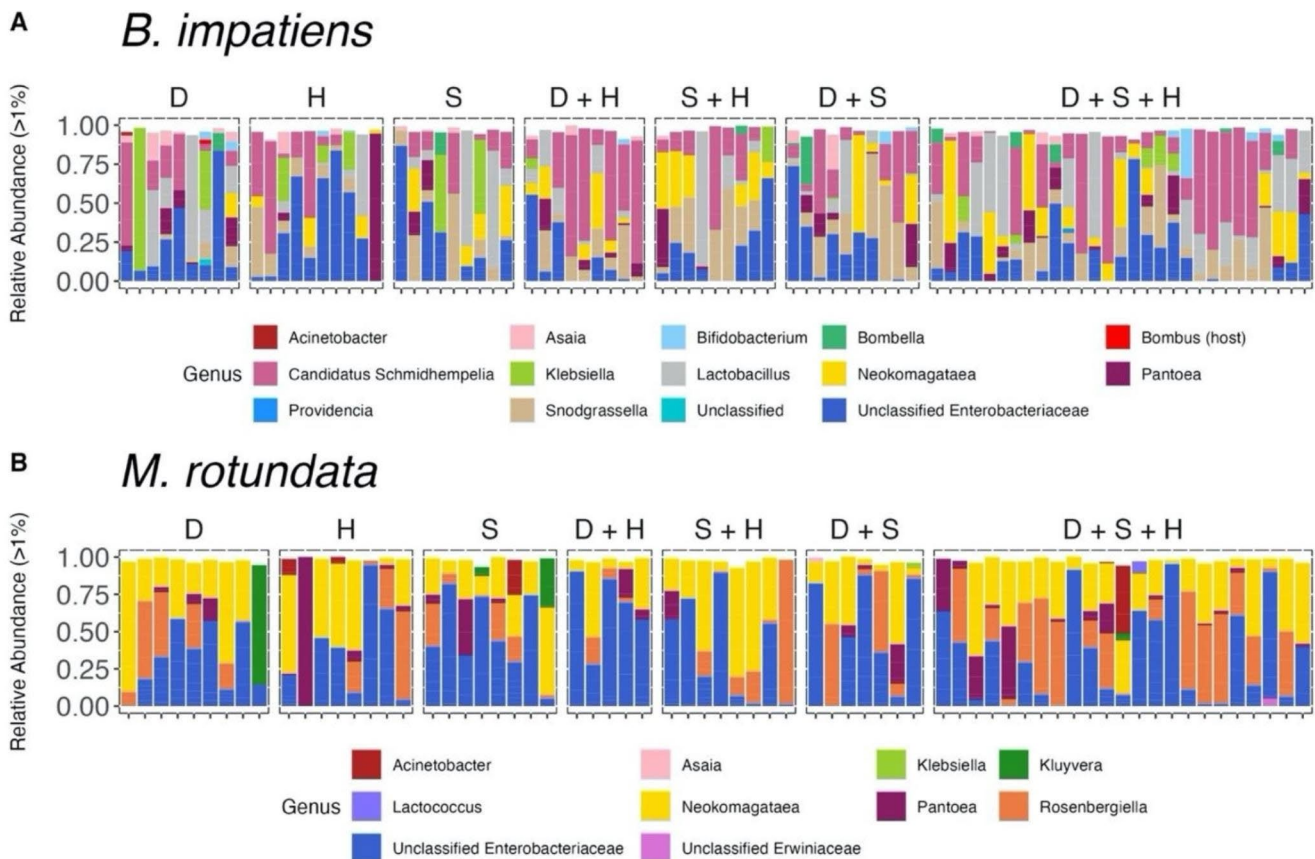 A
B. impatiens
D H S D + H S + H D + S D + S + H
Relative Abundance (>1%)
1.00
0.75
0.50
0.25
0.00
Acinetobacter Asaia Bifidobacterium Bombella Bombus (host)
Genus Candidatus Schmidhempelia Klebsiella Lactobacillus Neokomagataea Pantoea
Providencia Snodgrassella Unclassified Unclassified Enterobacteriaceae
B
M. rotundata
D H S D + H S + H D + S D + S + H
Relative Abundance (>1%)
1.00
0.75
0.50
0.25
0.00
Acinetobacter Asaia Klebsiella Kluyvera
Genus Lactococcus Neokomagataea Pantoea Rosenbergiella
Unclassified Enterobacteriaceae Unclassified Erwiniaceae